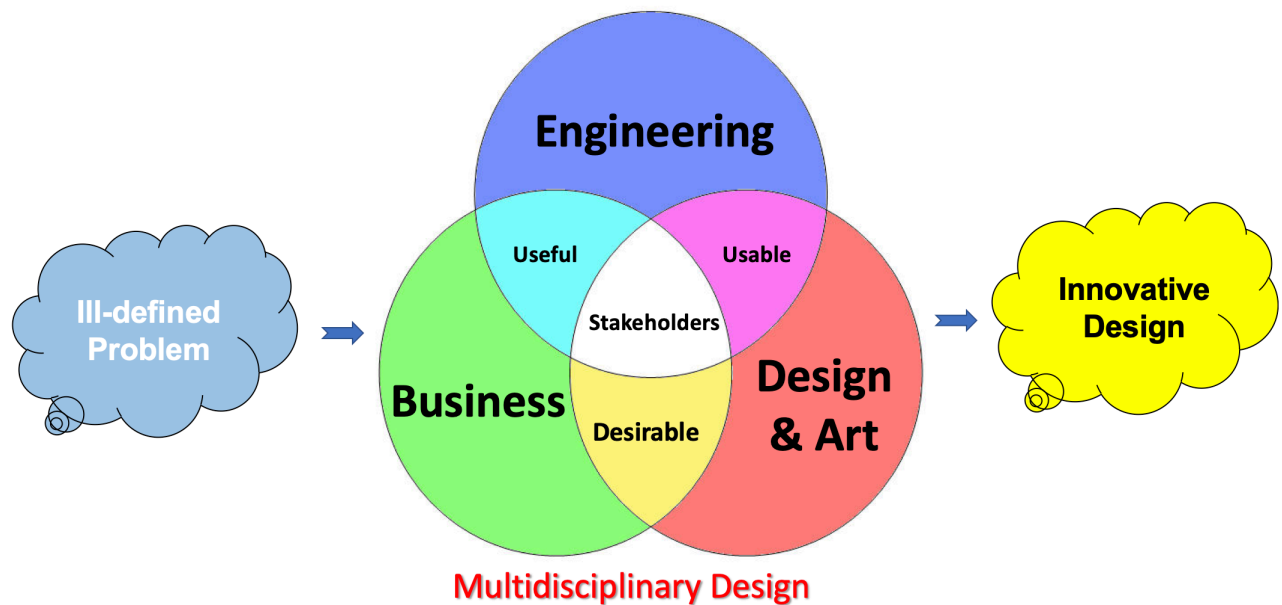 Engineering
Useful
Usable
Ill-defined
Problem
Stakeholders
Innovative
Design
Business
Design
& Art
Desirable
Multidisciplinary Design